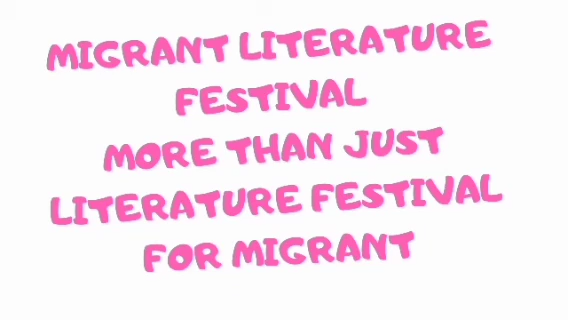 MIGRANT LITERATURE
FESTIVAL
MORE THAN JUST
LITERATURE FESTIVAL
FOR MIGRANT